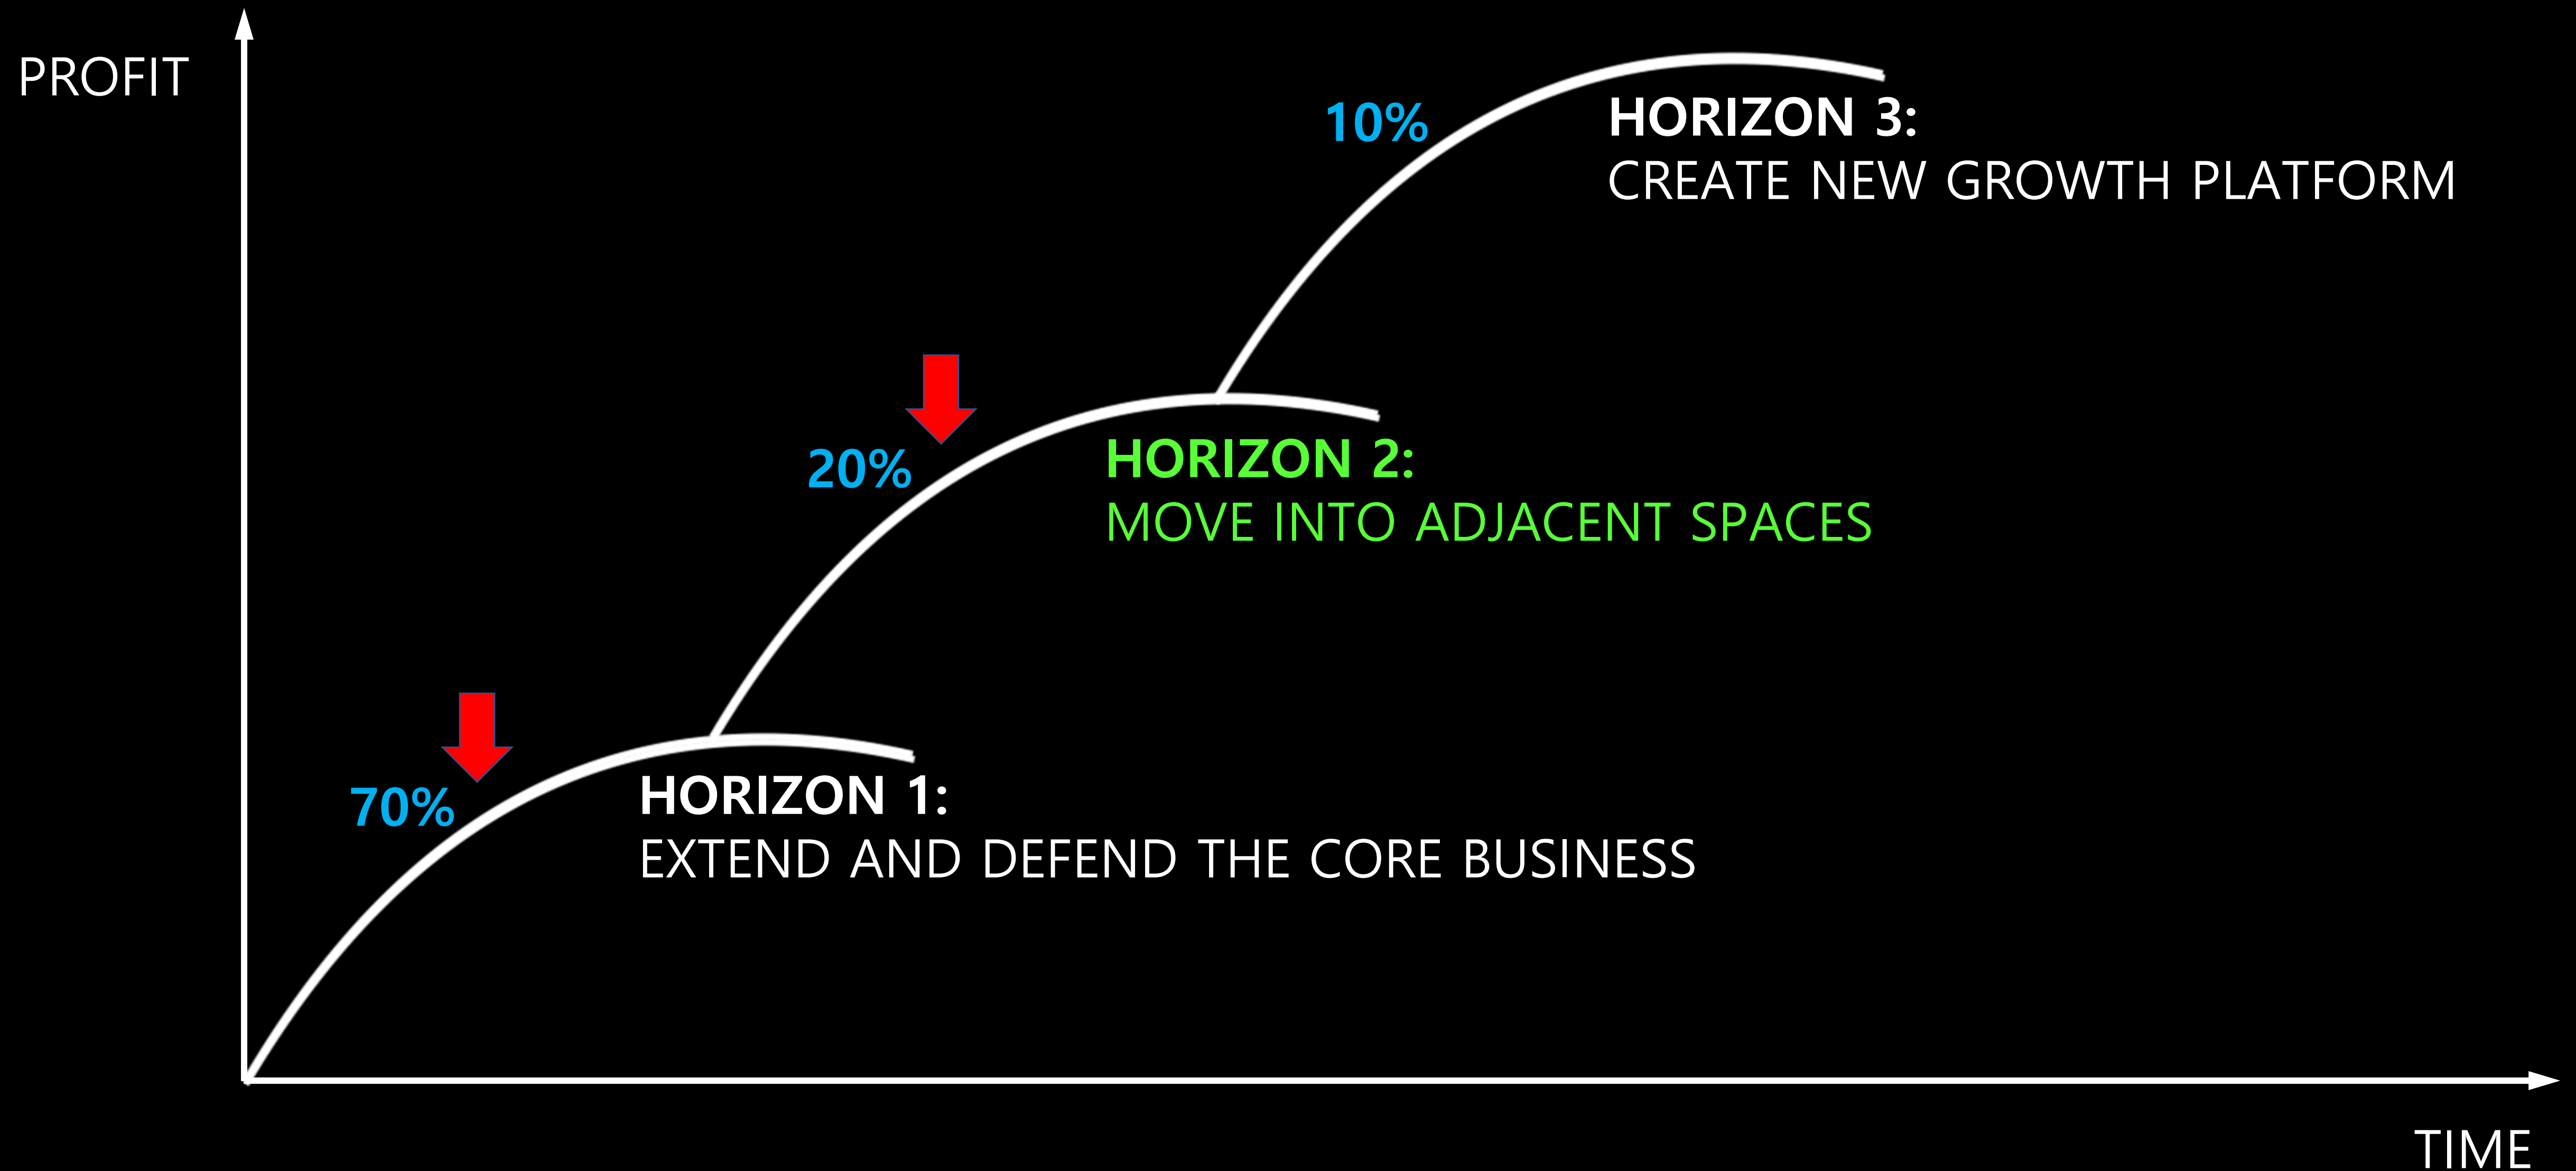 PROFIT
10%
HORIZON 3:
CREATE NEW GROWTH PLATFORM
20%
HORIZON 2:
MOVE INTO ADJACENT SPACES
70%
HORIZON 1:
EXTEND AND DEFEND THE CORE BUSINESS
TIME